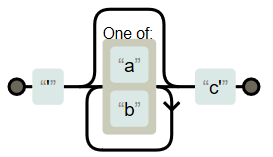 One of:
“'”
“a”
“b”
“c'”